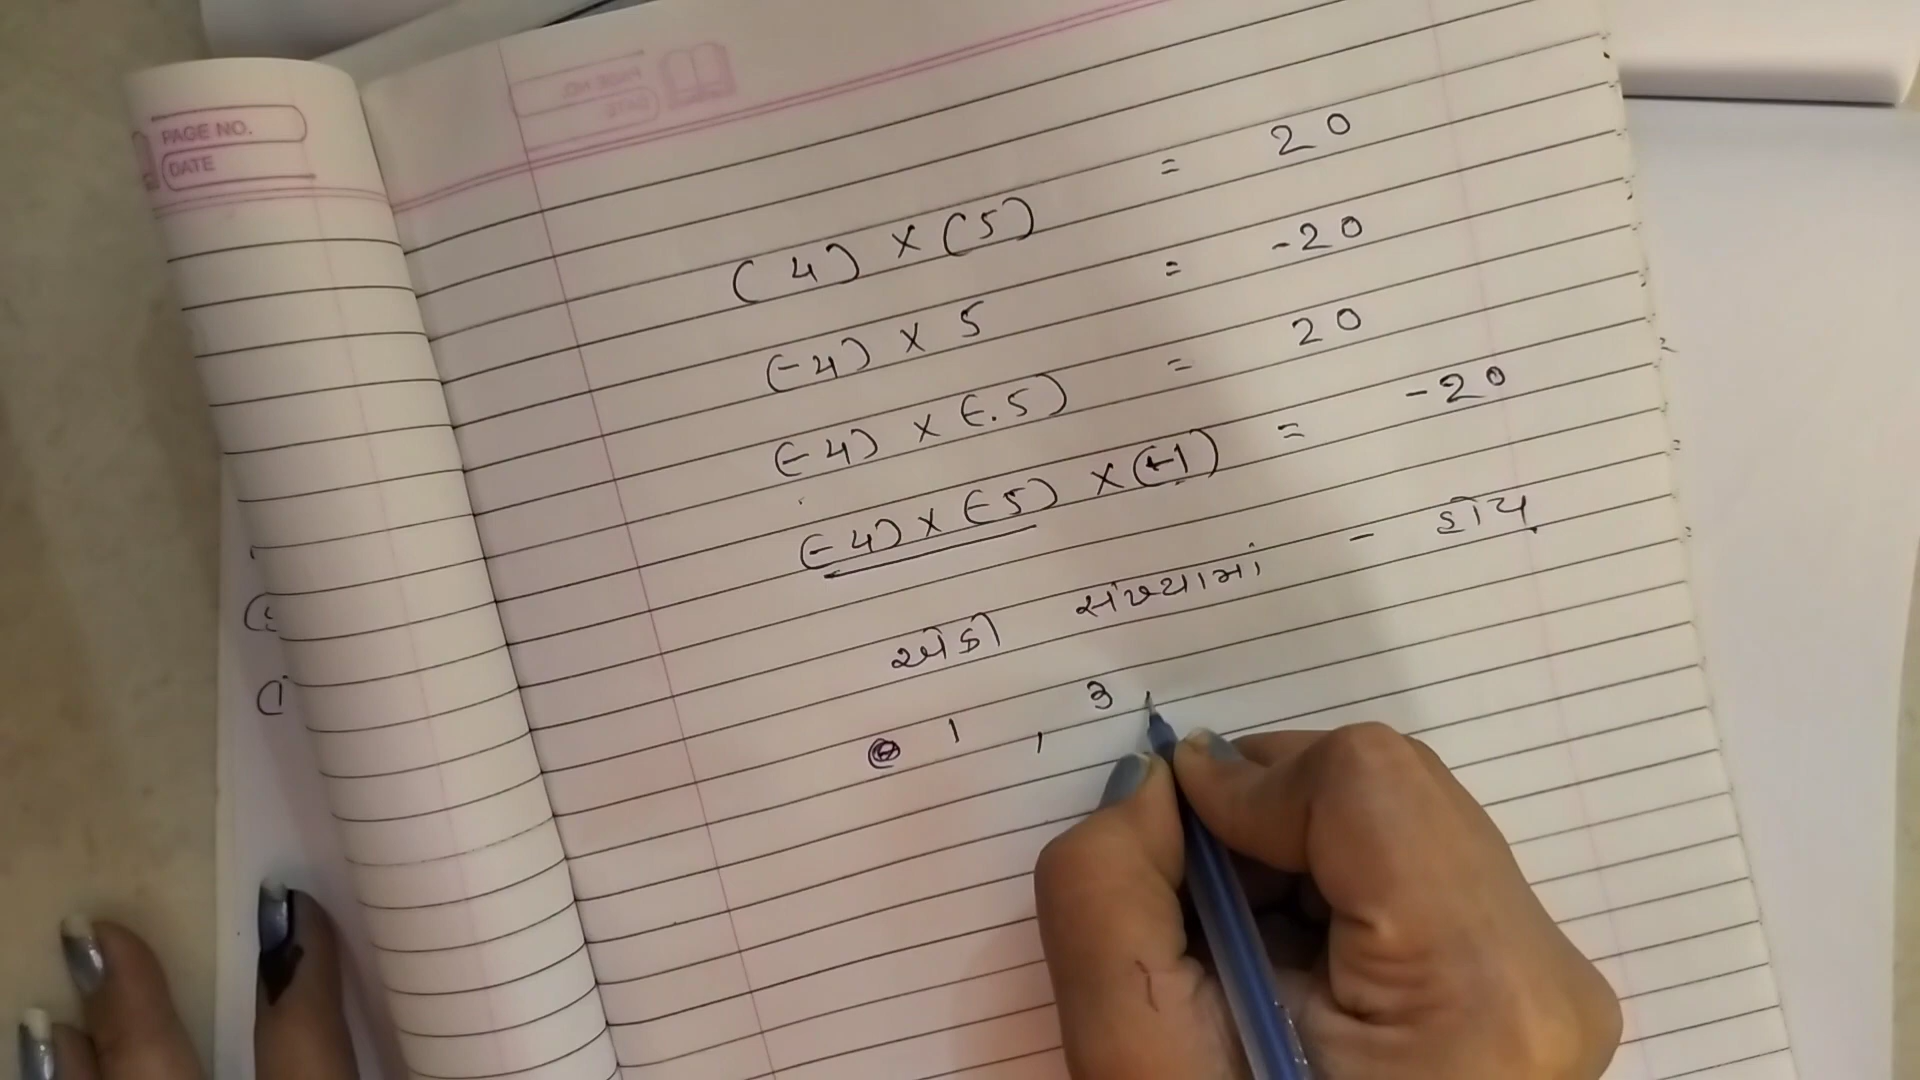 PAGE NO.
DATE
(4) × (5) = 20
(-4) × 5 = -20
(-4) × (-5) = 20
(-4) × (-5) × (-1) = -20
એકી સંખ્યામાં - હોય
1 , 3